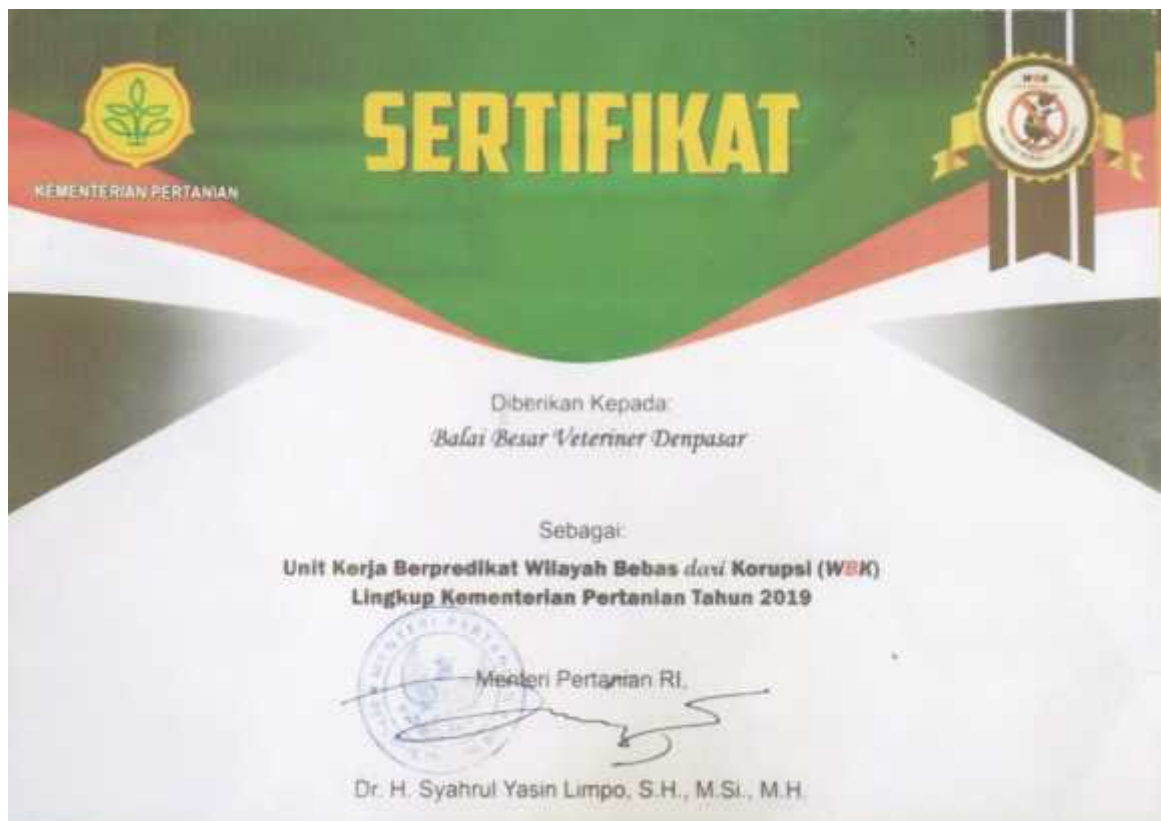 SERTIFIKAT
KEMENTERIAN PERTANIAN
WBK
Diberikan Kepada:
Balai Besar Veteriner Denpasar
Sebagai:
Unit Kerja Berpredikat Wilayah Bebas dari Korupsi (WBK)
Lingkup Kementerian Pertanian Tahun 2019
Menteri Pertanian RI,
Dr. H. Syahrul Yasin Limpo, S.H., M.Si., M.H.